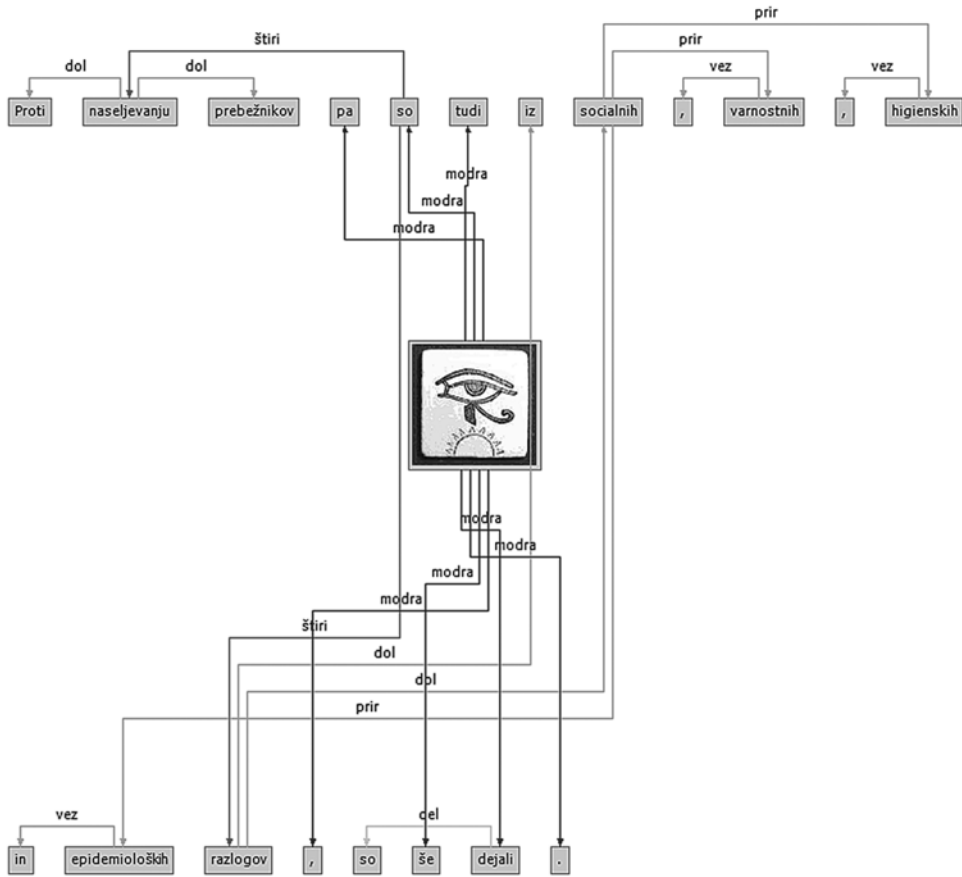 prir
štiri prir
dol dol vez vez
Proti naseljevanju prebežnikov pa so tudi iz socialnih , varnostnih , higienskih
modra
modra
modra
modra
modra
modra
modra
štiri
dol
dol
prir
vez del
in epidemioloških razlogov , so še dejali .